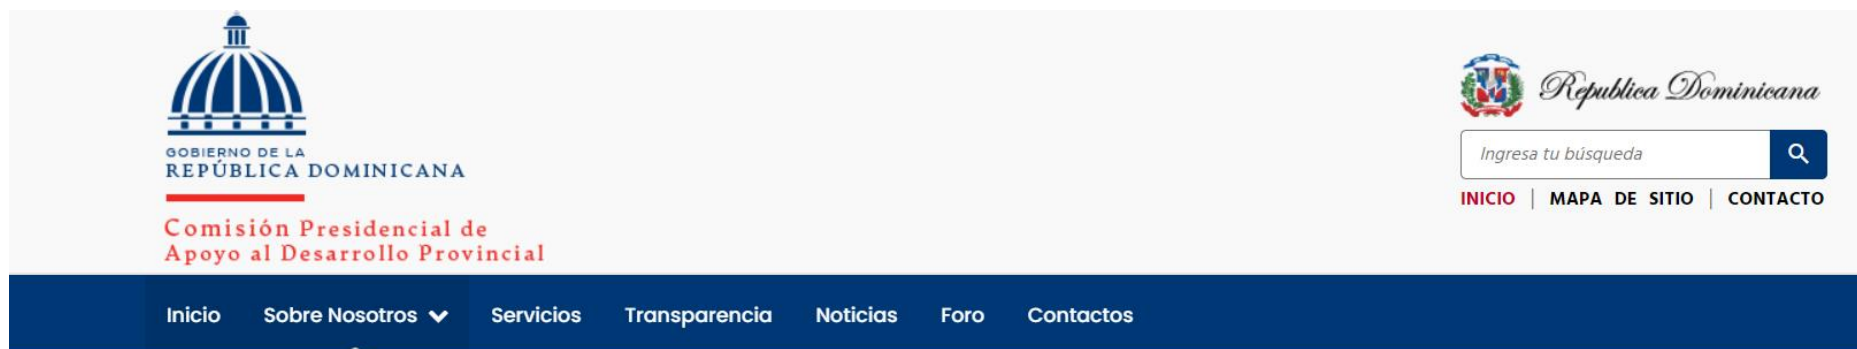 GOBIERNO DE LA
REPÚBLICA DOMINICANA
Comisión Presidencial de
Apoyo al Desarrollo Provincial
Republica Dominicana
Ingresa tu búsqueda
INICIO | MAPA DE SITIO | CONTACTO
Inicio Sobre Nosotros Servicios Transparencia Noticias Foro Contactos